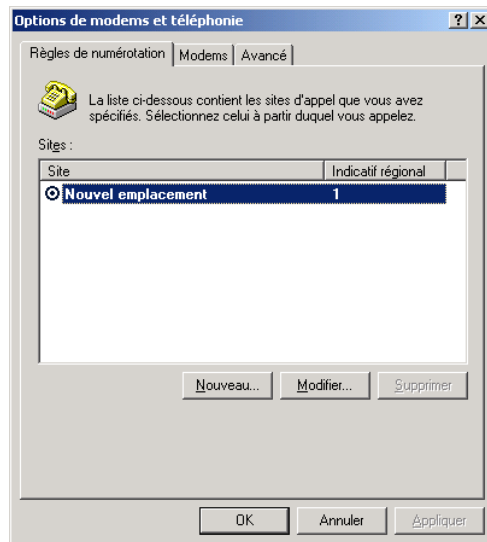 Options de modems et téléphonie
Règles de numérotation Modems Avancé
La liste ci-dessous contient les sites d'appel que vous avez
spécifiés. Sélectionnez celui à partir duquel vous appelez.
Sites :
Site Indicatif régional
Nouvel emplacement 1
Nouveau... Modifier... Supprimer
OK Annuler Appliquer